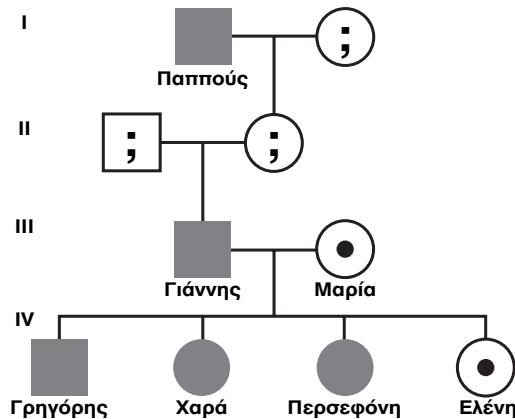 I
;
Παππούς
II
;
;
III
Γιάννης
Μαρία
IV
Γρηγόρης
Χαρά
Περσεφόνη
Ελένη